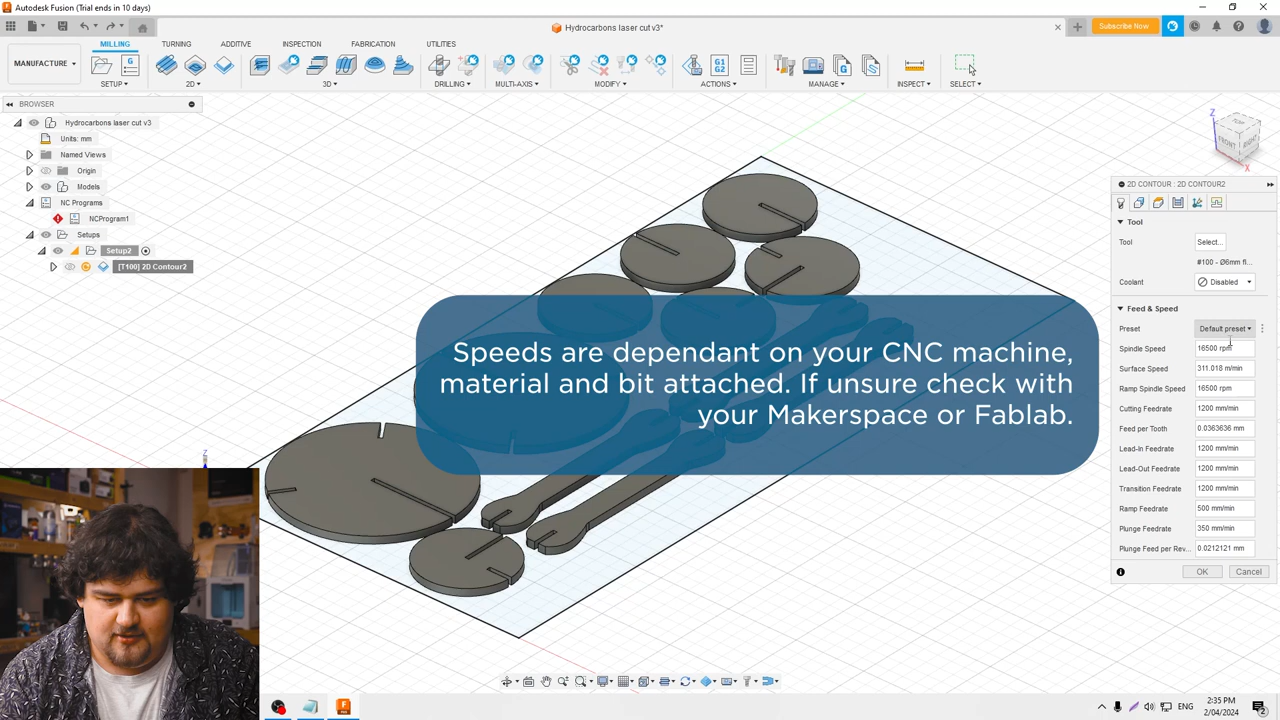 Autodesk Fusion (Trial ends in 10 days)
Hydrocarbons laser cut v3*
Subscribe Now
MILLING TURNING ADDITIVE INSPECTION FABRICATION UTILITIES
MANUFACTURE
SETUP 2D 3D DRILLING MULTI-AXIS MODIFY ACTIONS MANAGE INSPECT SELECT
BROWSER
Hydrocarbons laser cut v3
Units: mm
Named Views
Origin
Models
NC Programs
NCProgram1
Setups
Setup2
[T100] 2D Contour2
Z
FRONT RIGHT
X
Z
2D CONTOUR : 2D CONTOUR2
Tool
Tool Select...
#100 - Ø6mm fl...
Coolant Disabled
Feed & Speed
Preset Default preset
Spindle Speed 16500 rpm
Surface Speed 311.018 m/min
Ramp Spindle Speed 16500 rpm
Cutting Feedrate 1200 mm/min
Feed per Tooth 0.0363636 mm
Lead-In Feedrate 1200 mm/min
Lead-Out Feedrate 1200 mm/min
Transition Feedrate 1200 mm/min
Ramp Feedrate 500 mm/min
Plunge Feedrate 350 mm/min
Plunge Feed per Rev... 0.0212121 mm
OK Cancel
Speeds are dependant on your CNC machine,
material and bit attached. If unsure check with
your Makerspace or Fablab.
ENG
2:35 PM
2/04/2024